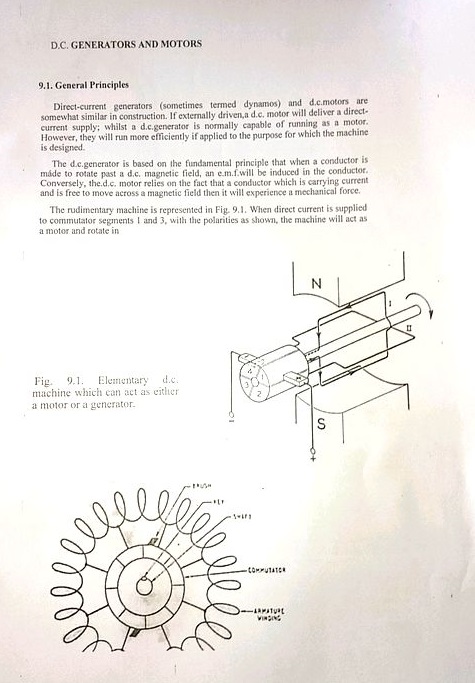 D.C. GENERATORS AND MOTORS
9.1. General Principles
Direct-current generators (sometimes termed dynamos) and d.c.motors are
somewhat similar in construction. If externally driven,a d.c. motor will deliver a direct-
current supply; whilst a d.c.generator is normally capable of running as a motor.
However, they will run more efficiently if applied to the purpose for which the machine
is designed.
The d.c.generator is based on the fundamental principle that when a conductor is
made to rotate past a d.c. magnetic field, an e.m.f.will be induced in the conductor.
Conversely, the.d.c. motor relies on the fact that a conductor which is carrying current
and is free to move across a magnetic field then it will experience a mechanical force.
The rudimentary machine is represented in Fig. 9.1. When direct current is supplied
to commutator segments 1 and 3, with the polarities as shown, the machine will act as
a motor and rotate in
N
I
II
4
1
3
2
S
-
+
Fig. 9.1. Elementary d.c.
machine which can act as either
a motor or a generator.
BRUSH
KEY
SHAFT
COMMUTATOR
ARMATURE
WINDING